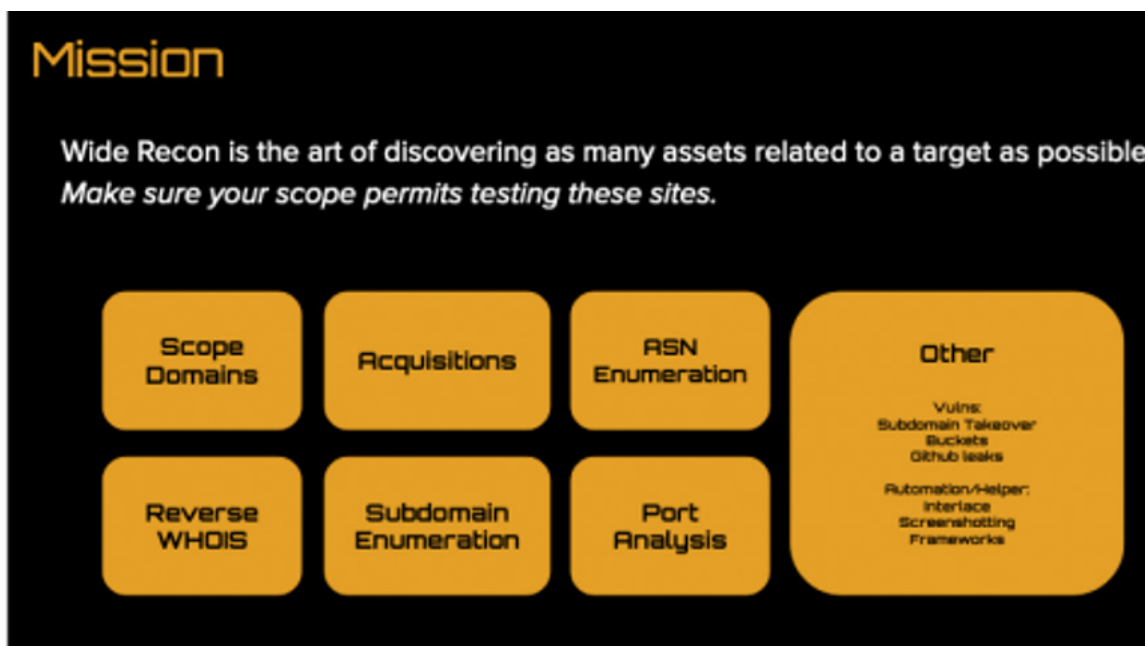 Mission
Wide Recon is the art of discovering as many assets related to a target as possible
Make sure your scope permits testing these sites.
Scope
Domains
Acquisitions
ASN
Enumeration
Other
Vulns:
Subdomain Takeover
Buckets
Github leaks
Automation/Helper:
Interlace
Screenshotting
Frameworks
Reverse
WHOIS
Subdomain
Enumeration
Port
Analysis